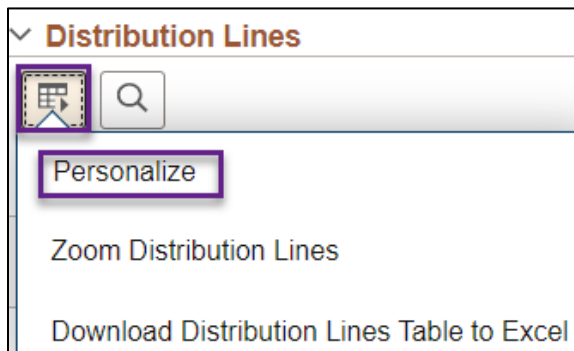 Distribution Lines
Personalize
Zoom Distribution Lines
Download Distribution Lines Table to Excel